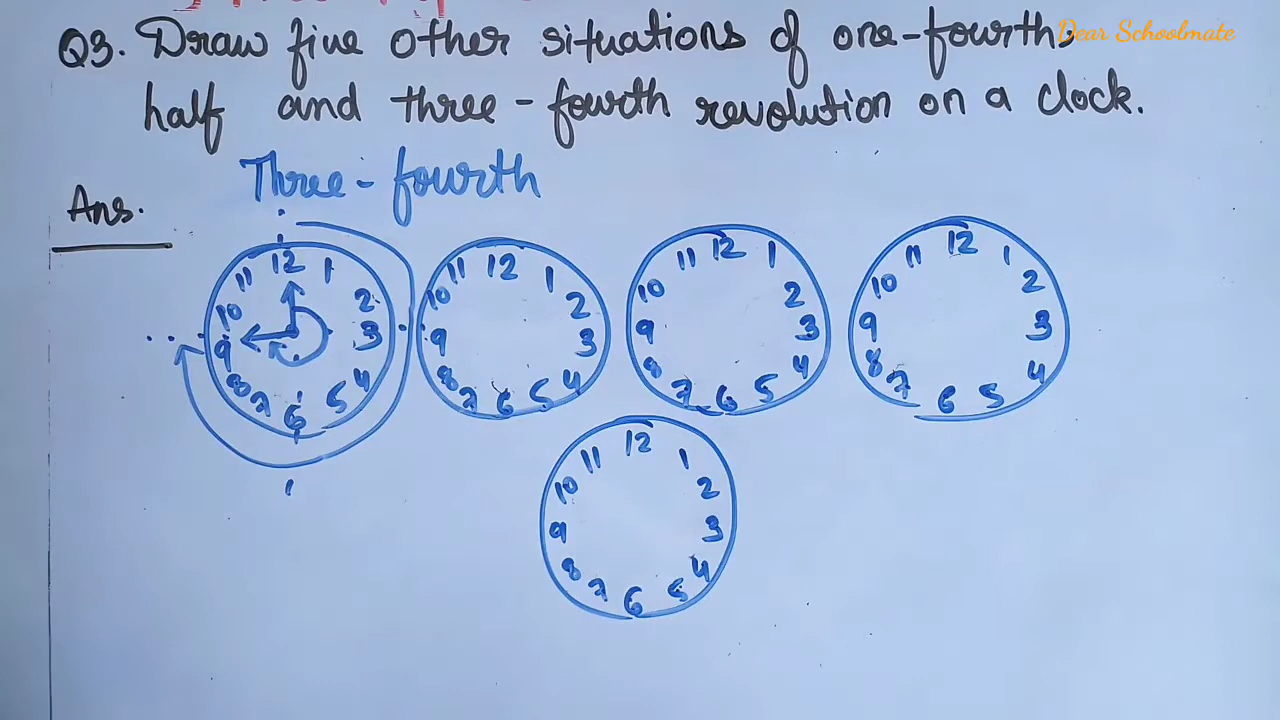 Q3. Draw five other situations of one-fourth,
Dear Schoolmate
half and three-fourth revolution on a clock.
Three-fourth
Ans.
12 1 2 3 4 5 6 7 8 9 10 11
12 1 2 3 4 5 6 7 8 9 10 11
12 1 2 3 4 5 6 7 8 9 10 11
12 1 2 3 4 5 6 7 8 9 10 11
12 1 2 3 4 5 6 7 8 9 10 11